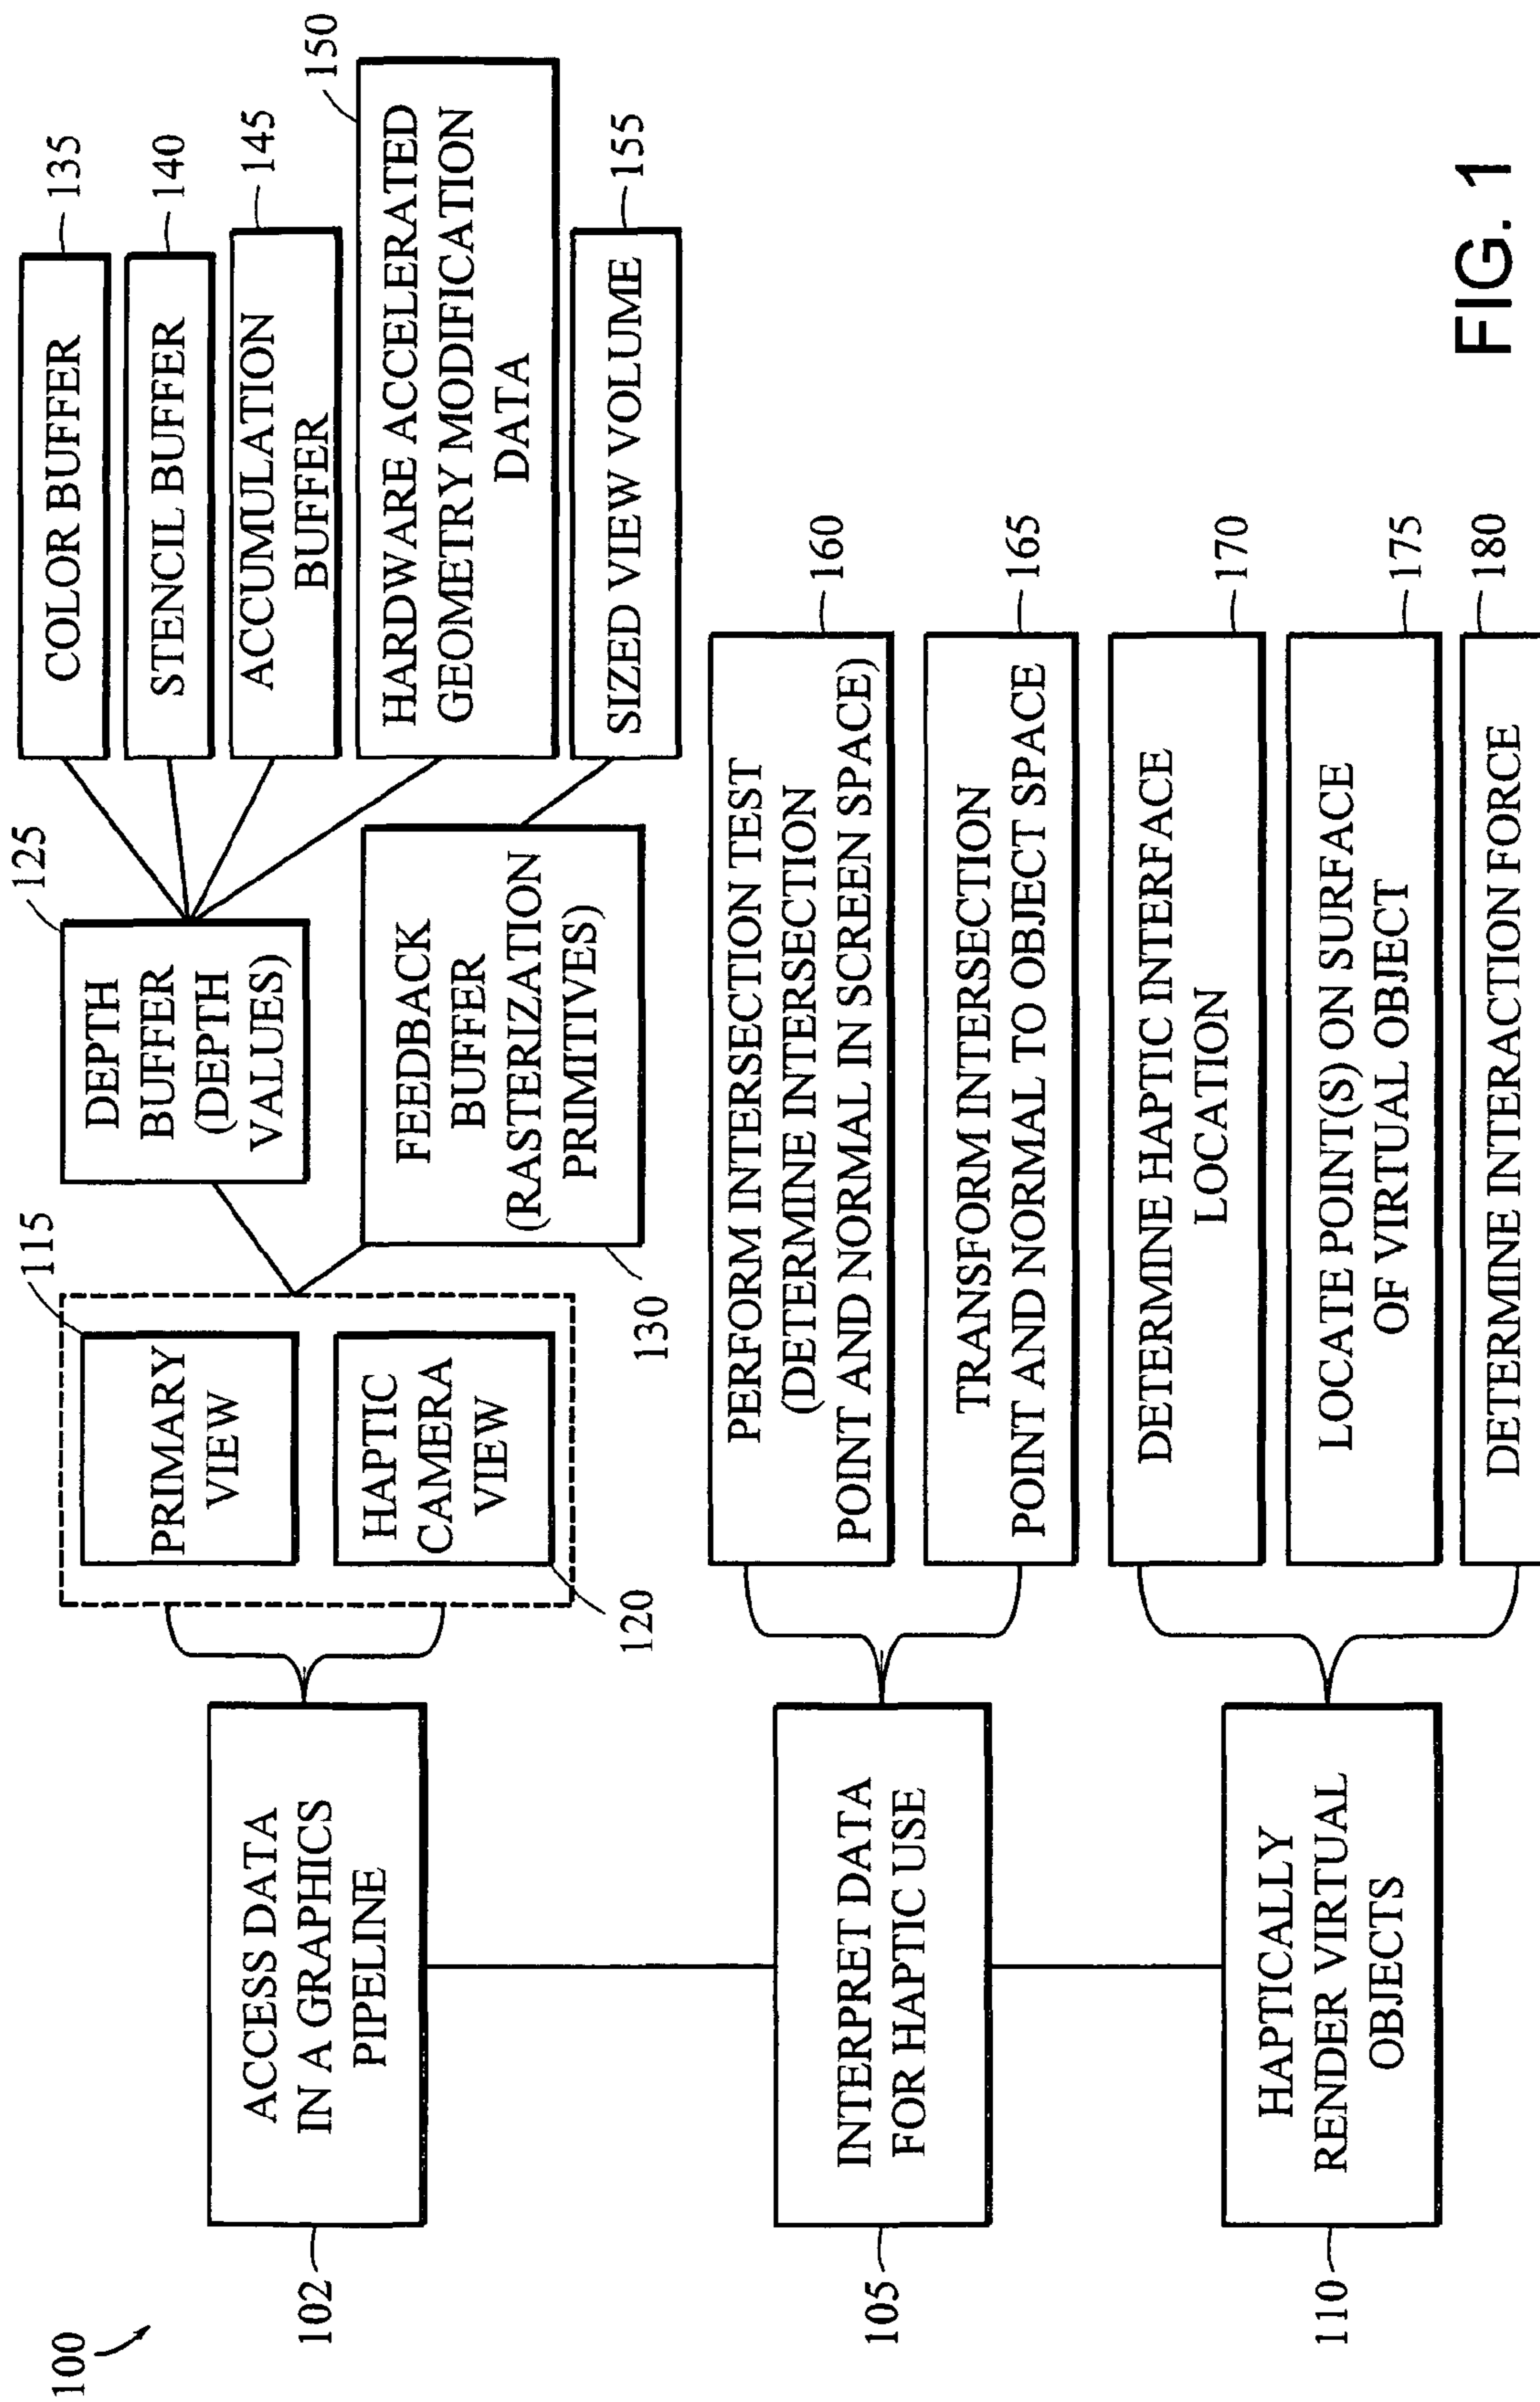 100
102
ACCESS DATA
IN A GRAPHICS
PIPELINE
115
PRIMARY
VIEW
HAPTIC
CAMERA
VIEW
120
125
DEPTH
BUFFER
(DEPTH
VALUES)
FEEDBACK
BUFFER
(RASTERIZATION
PRIMITIVES)
130
COLOR BUFFER
135
STENCIL BUFFER
140
ACCUMULATION
BUFFER
145
HARDWARE ACCELERATED
GEOMETRY MODIFICATION
DATA
150
SIZED VIEW VOLUME
155
105
INTERPRET DATA
FOR HAPTIC USE
PERFORM INTERSECTION TEST
(DETERMINE INTERSECTION
POINT AND NORMAL IN SCREEN SPACE)
160
TRANSFORM INTERSECTION
POINT AND NORMAL TO OBJECT SPACE
165
110
HAPTICALLY
RENDER VIRTUAL
OBJECTS
DETERMINE HAPTIC INTERFACE
LOCATION
170
LOCATE POINT(S) ON SURFACE
OF VIRTUAL OBJECT
175
DETERMINE INTERACTION FORCE
180
FIG. 1